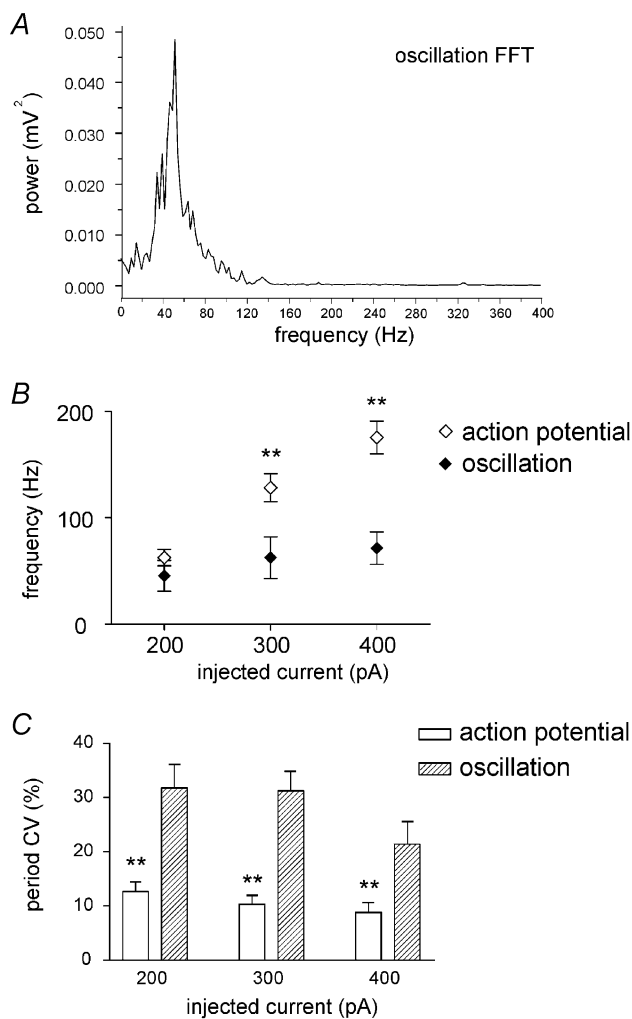 A
oscillation FFT
power (mV²)
0.050
0.040
0.030
0.020
0.010
0.000
0 40 80 120 160 200 240 280 320 360 400
frequency (Hz)
B
frequency (Hz)
200
100
0
**
**
action potential
oscillation
200 300 400
injected current (pA)
C
period CV (%)
40
30
20
10
0
action potential
oscillation
** ** **
200 300 400
injected current (pA)